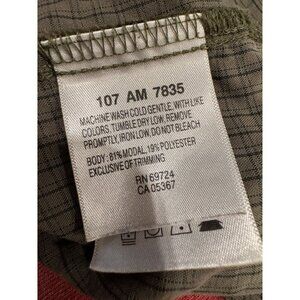 107 AM 7835
MACHINE WASH COLD GENTLE, WITH LIKE
COLORS, TUMBLE DRY LOW, REMOVE
PROMPTLY, IRON LOW, DO NOT BLEACH
BODY: 81% MODAL, 19% POLYESTER
EXCLUSIVE OF TRIMMING
RN 69724
CA 05367